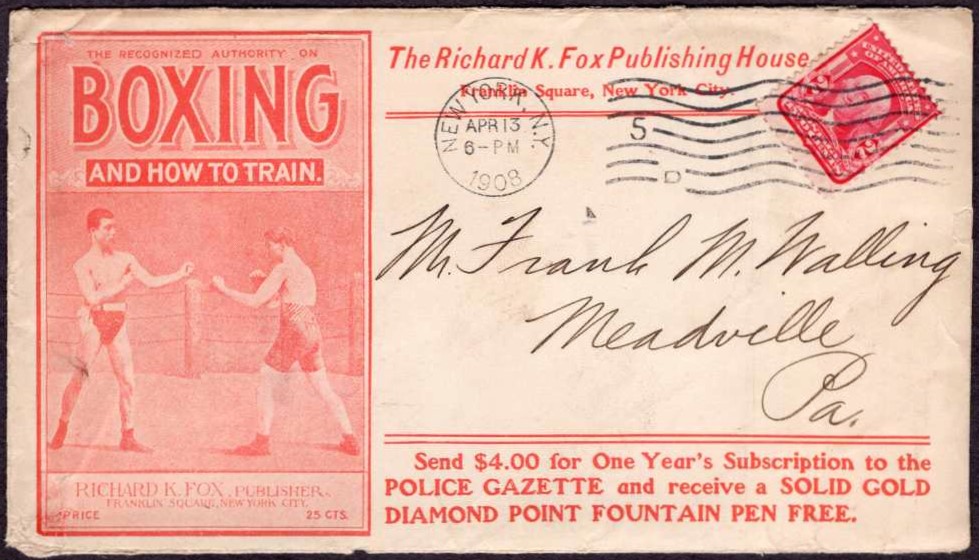 THE RECOGNIZED AUTHORITY ON
BOXING
AND HOW TO TRAIN.
RICHARD K. FOX, PUBLISHER,
FRANKLIN SQUARE, NEW YORK CITY.
PRICE 25 CTS.
The Richard K. Fox Publishing House
Franklin Square, New York City.
NEW YORK, N.Y.
APR 13
6-PM
1908
5
D
2 2
Mr. Frank M. Walling
Meadville
Pa.
Send $4.00 for One Year's Subscription to the
POLICE GAZETTE and receive a SOLID GOLD
DIAMOND POINT FOUNTAIN PEN FREE.